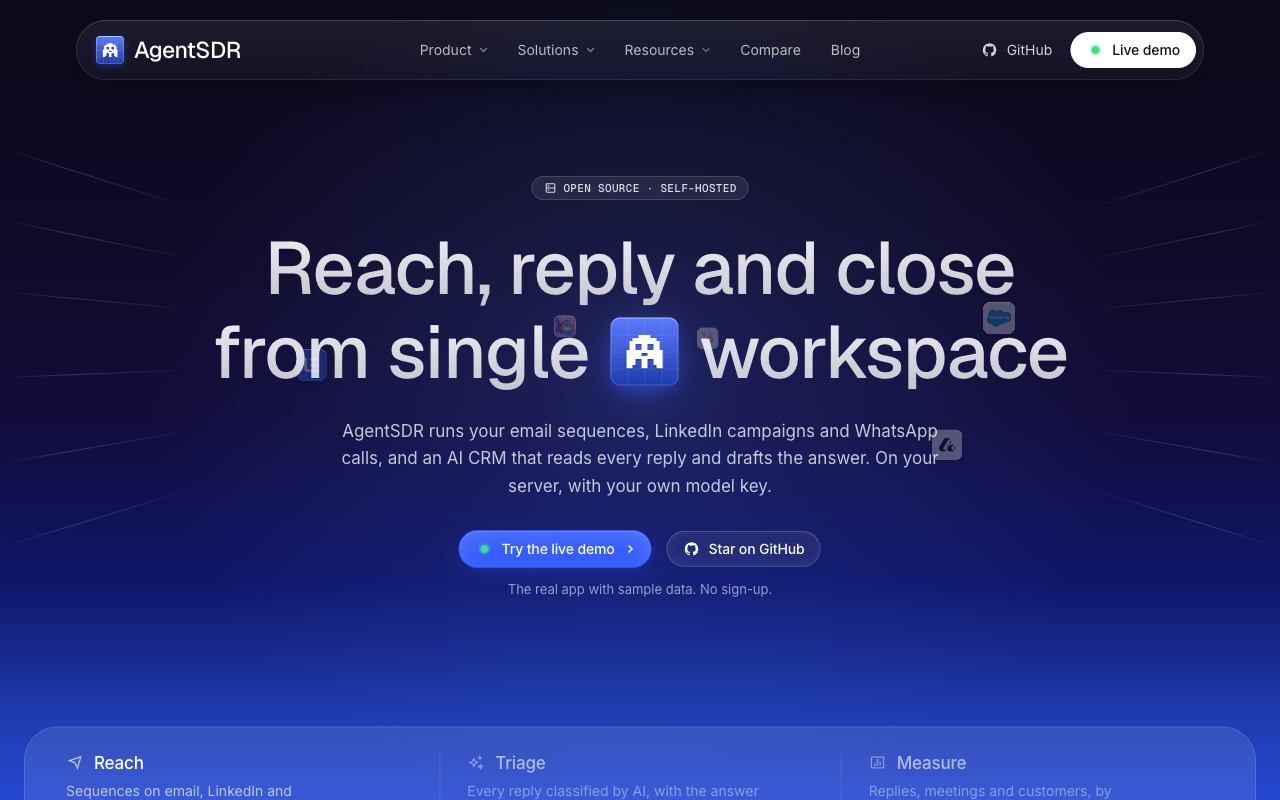 AgentSDR
Product
Solutions
Resources
Compare
Blog
GitHub
Live demo
OPEN SOURCE · SELF-HOSTED
Reach, reply and close
from single workspace
AgentSDR runs your email sequences, LinkedIn campaigns and WhatsApp
calls, and an AI CRM that reads every reply and drafts the answer. On your
server, with your own model key.
Try the live demo
Star on GitHub
The real app with sample data. No sign-up.
Reach
Sequences on email, LinkedIn and
Triage
Every reply classified by AI, with the answer
Measure
Replies, meetings and customers, by